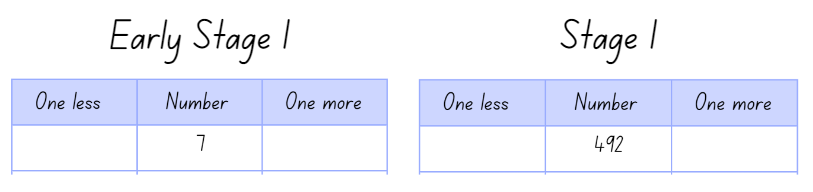 Early Stage 1
One less Number One more
7
Stage 1
One less Number One more
492